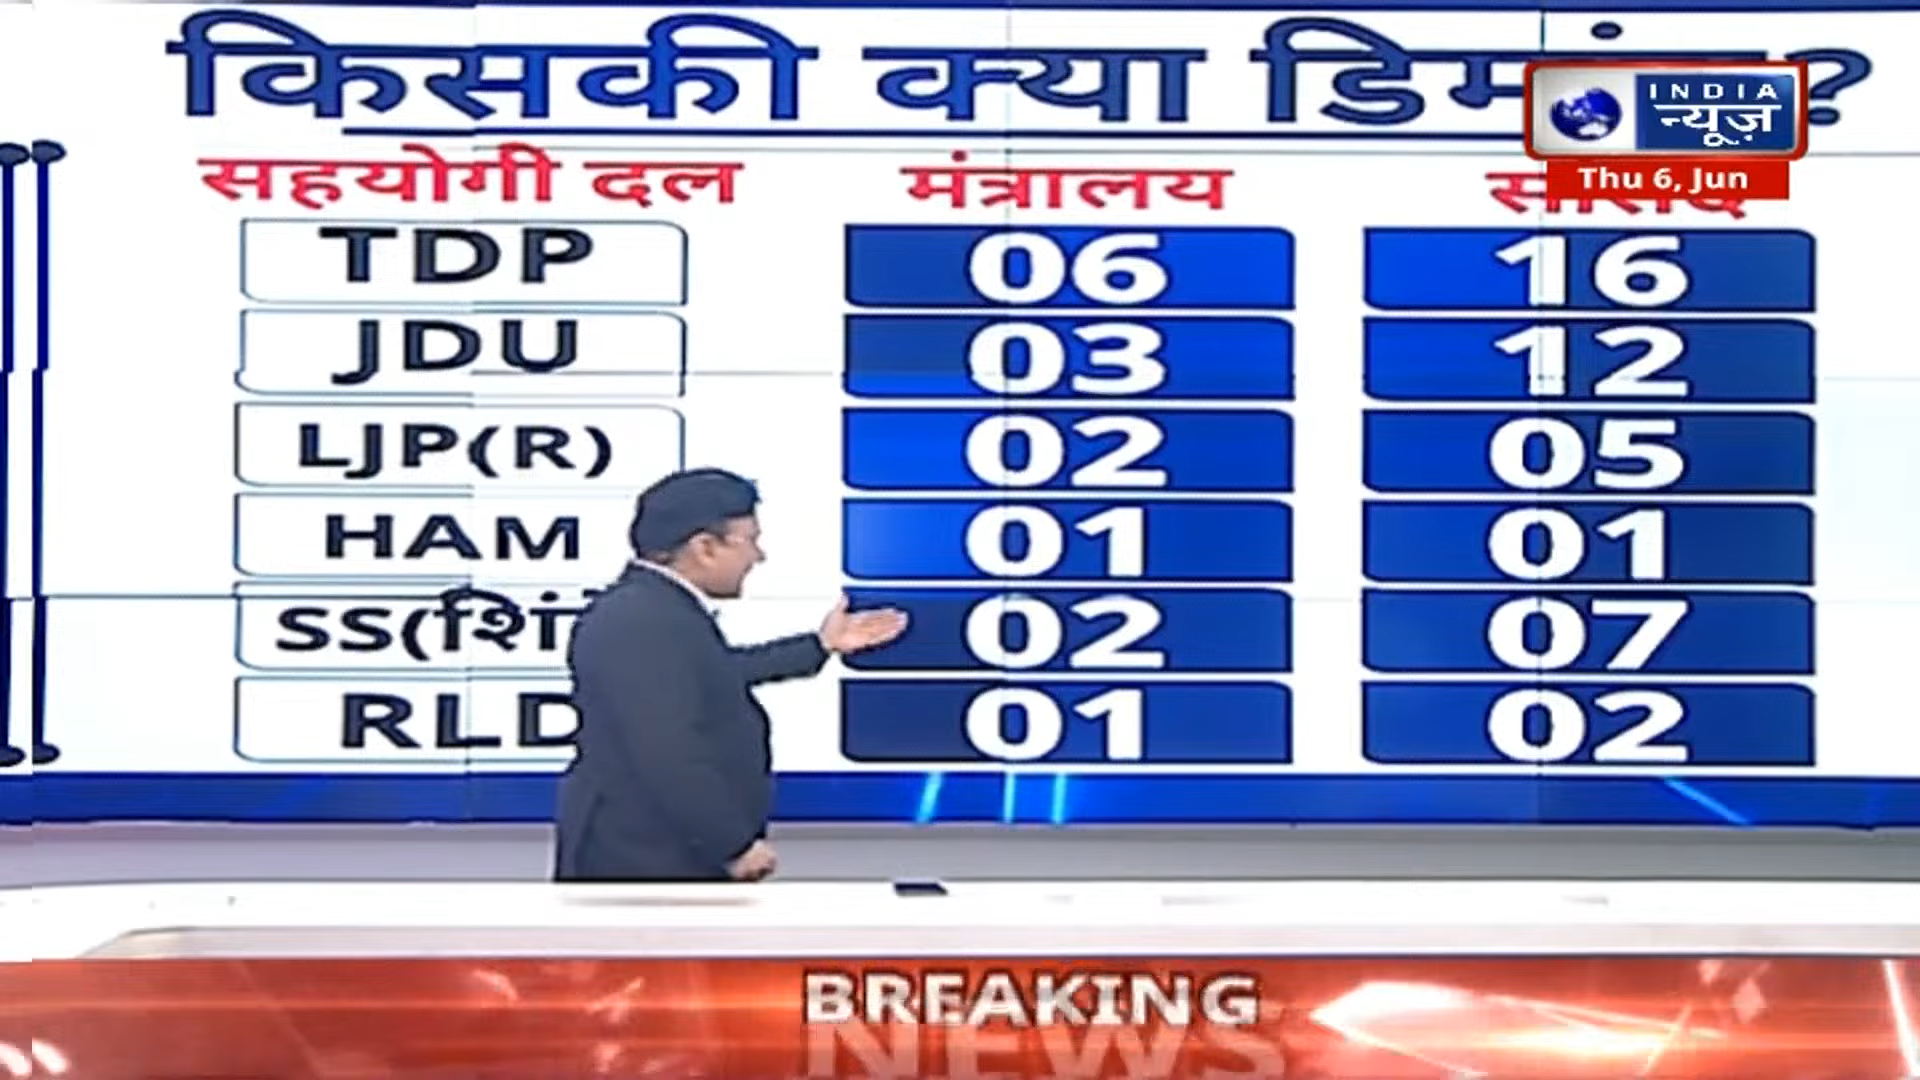 किसकी क्या ?
INDIA
न्यूज़
Thu 6, Jun
सहयोगी दल मंत्रालय
TDP 06 16
JDU 03 12
LJP(R) 02 05
HAM 01 01
SS( 02 07
RLD 01 02
BREAKING
NEWS